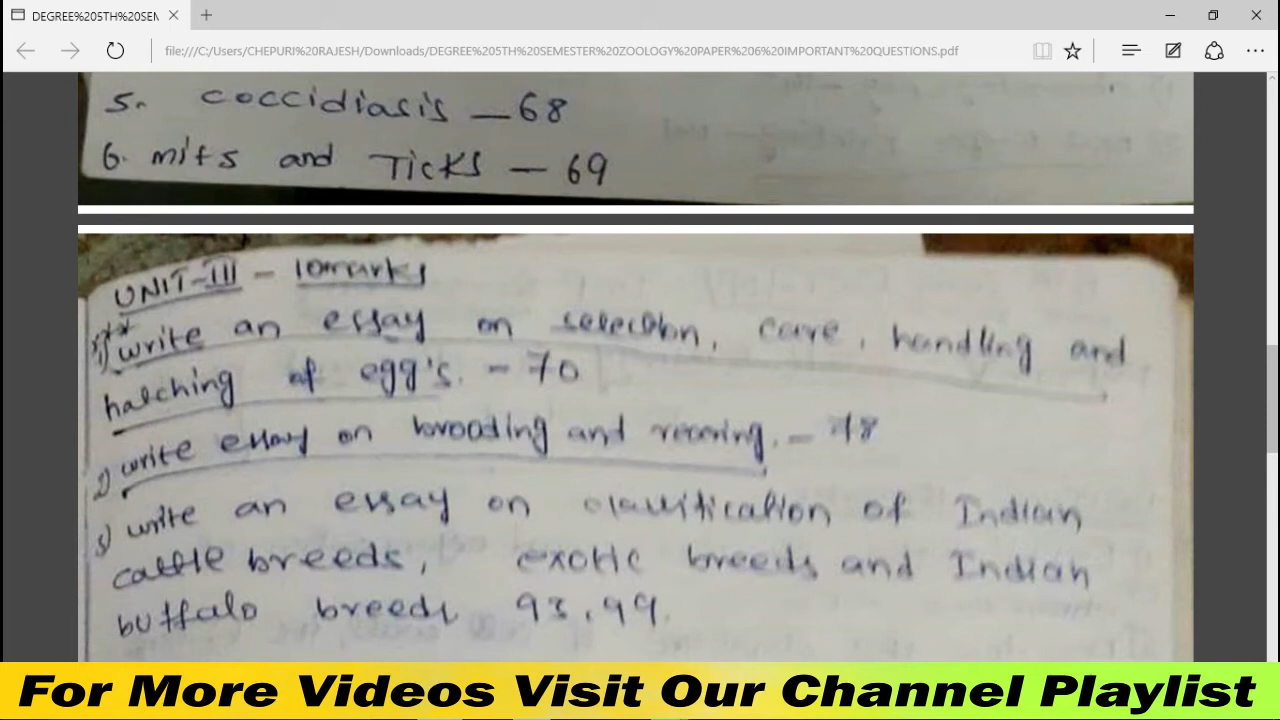 DEGREE%205TH%20SEM
file:///C:/Users/CHEPURI%20RAJESH/Downloads/DEGREE%205TH%20SEMESTER%20ZOOLOGY%20PAPER%206%20IMPORTANT%20QUESTIONS.pdf
5. coccidiasis — 68
6. mits and Ticks — 69
UNIT-III - 10marks
1) write an essay on selection, care, handling and
hatching of egg's. - 70
2) write essay on brooding and rearing. - 78
3) write an essay on classification of Indian
cattle breeds, exotic breeds and Indian
buffalo breeds 93, 99.
For More Videos Visit Our Channel Playlist